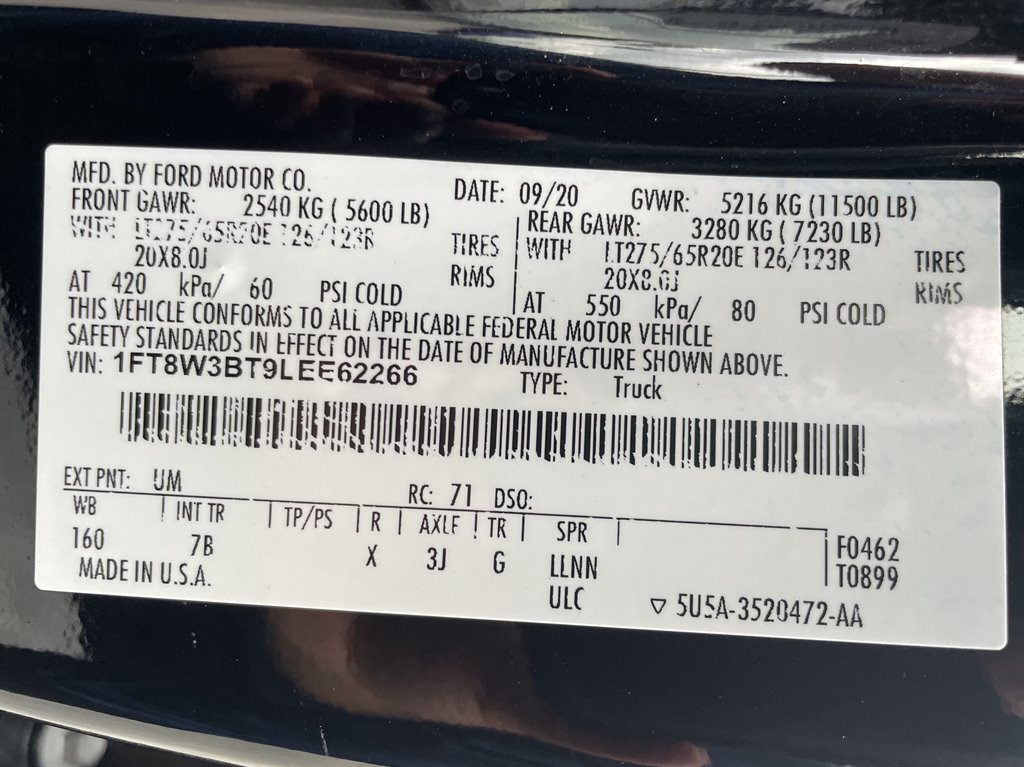 MFD. BY FORD MOTOR CO. DATE: 09/20 GVWR: 5216 KG (11500 LB)
FRONT GAWR: 2540 KG ( 5600 LB) REAR GAWR: 3280 KG ( 7230 LB)
WITH LT275/65R20E 126/123R TIRES WITH LT275/65R20E 126/123R TIRES
20X8.0J RIMS 20X8.0J RIMS
AT 420 kPa/ 60 PSI COLD AT 550 kPa/ 80 PSI COLD
THIS VEHICLE CONFORMS TO ALL APPLICABLE FEDERAL MOTOR VEHICLE
SAFETY STANDARDS IN EFFECT ON THE DATE OF MANUFACTURE SHOWN ABOVE.
VIN: 1FT8W3BT9LEE62266 TYPE: Truck
EXT PNT: UM RC: 71 DSO:
WB | INT TR | TP/PS | R | AXLE | TR | SPR |
160 7B X 3J G LLNN F0462
MADE IN U.S.A. ULC T0899
▽ 5U5A-3520472-AA